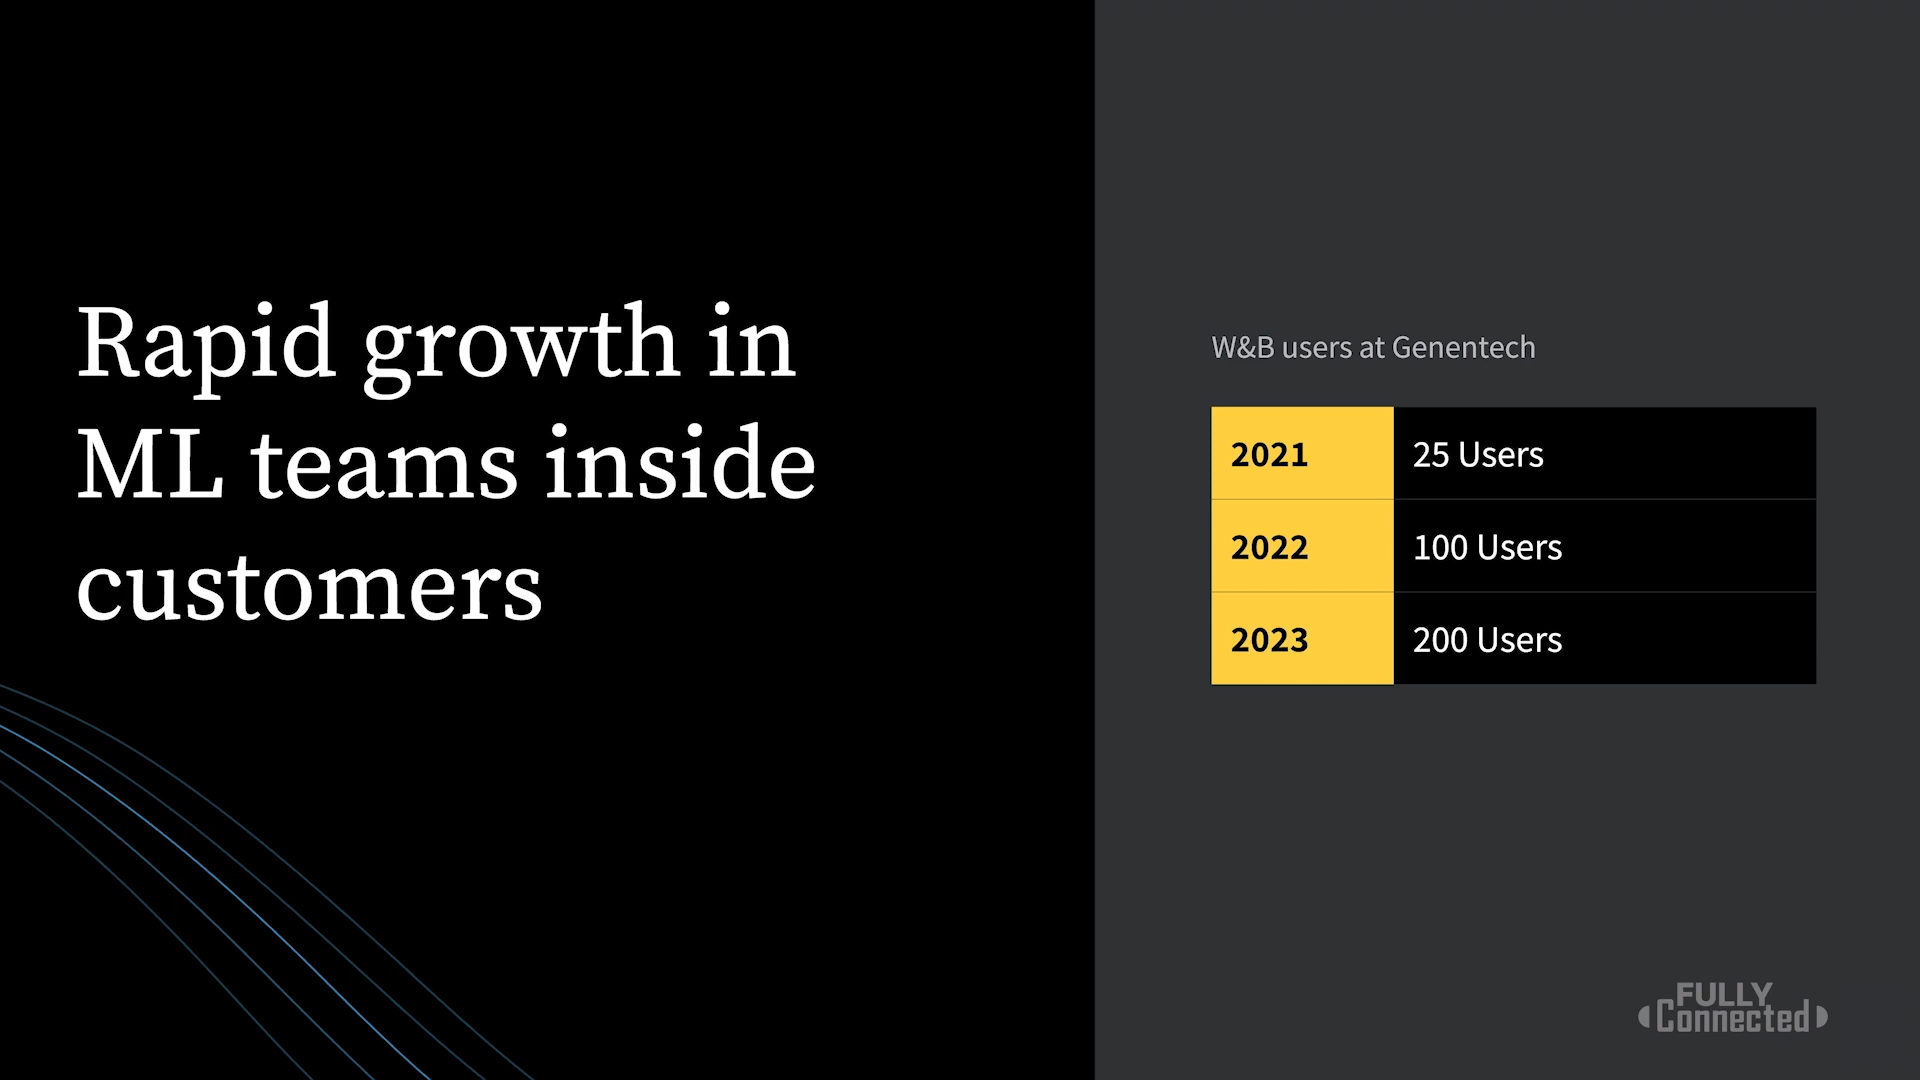 Rapid growth in
ML teams inside
customers
W&B users at Genentech
2021 25 Users
2022 100 Users
2023 200 Users
FULLY
Connected